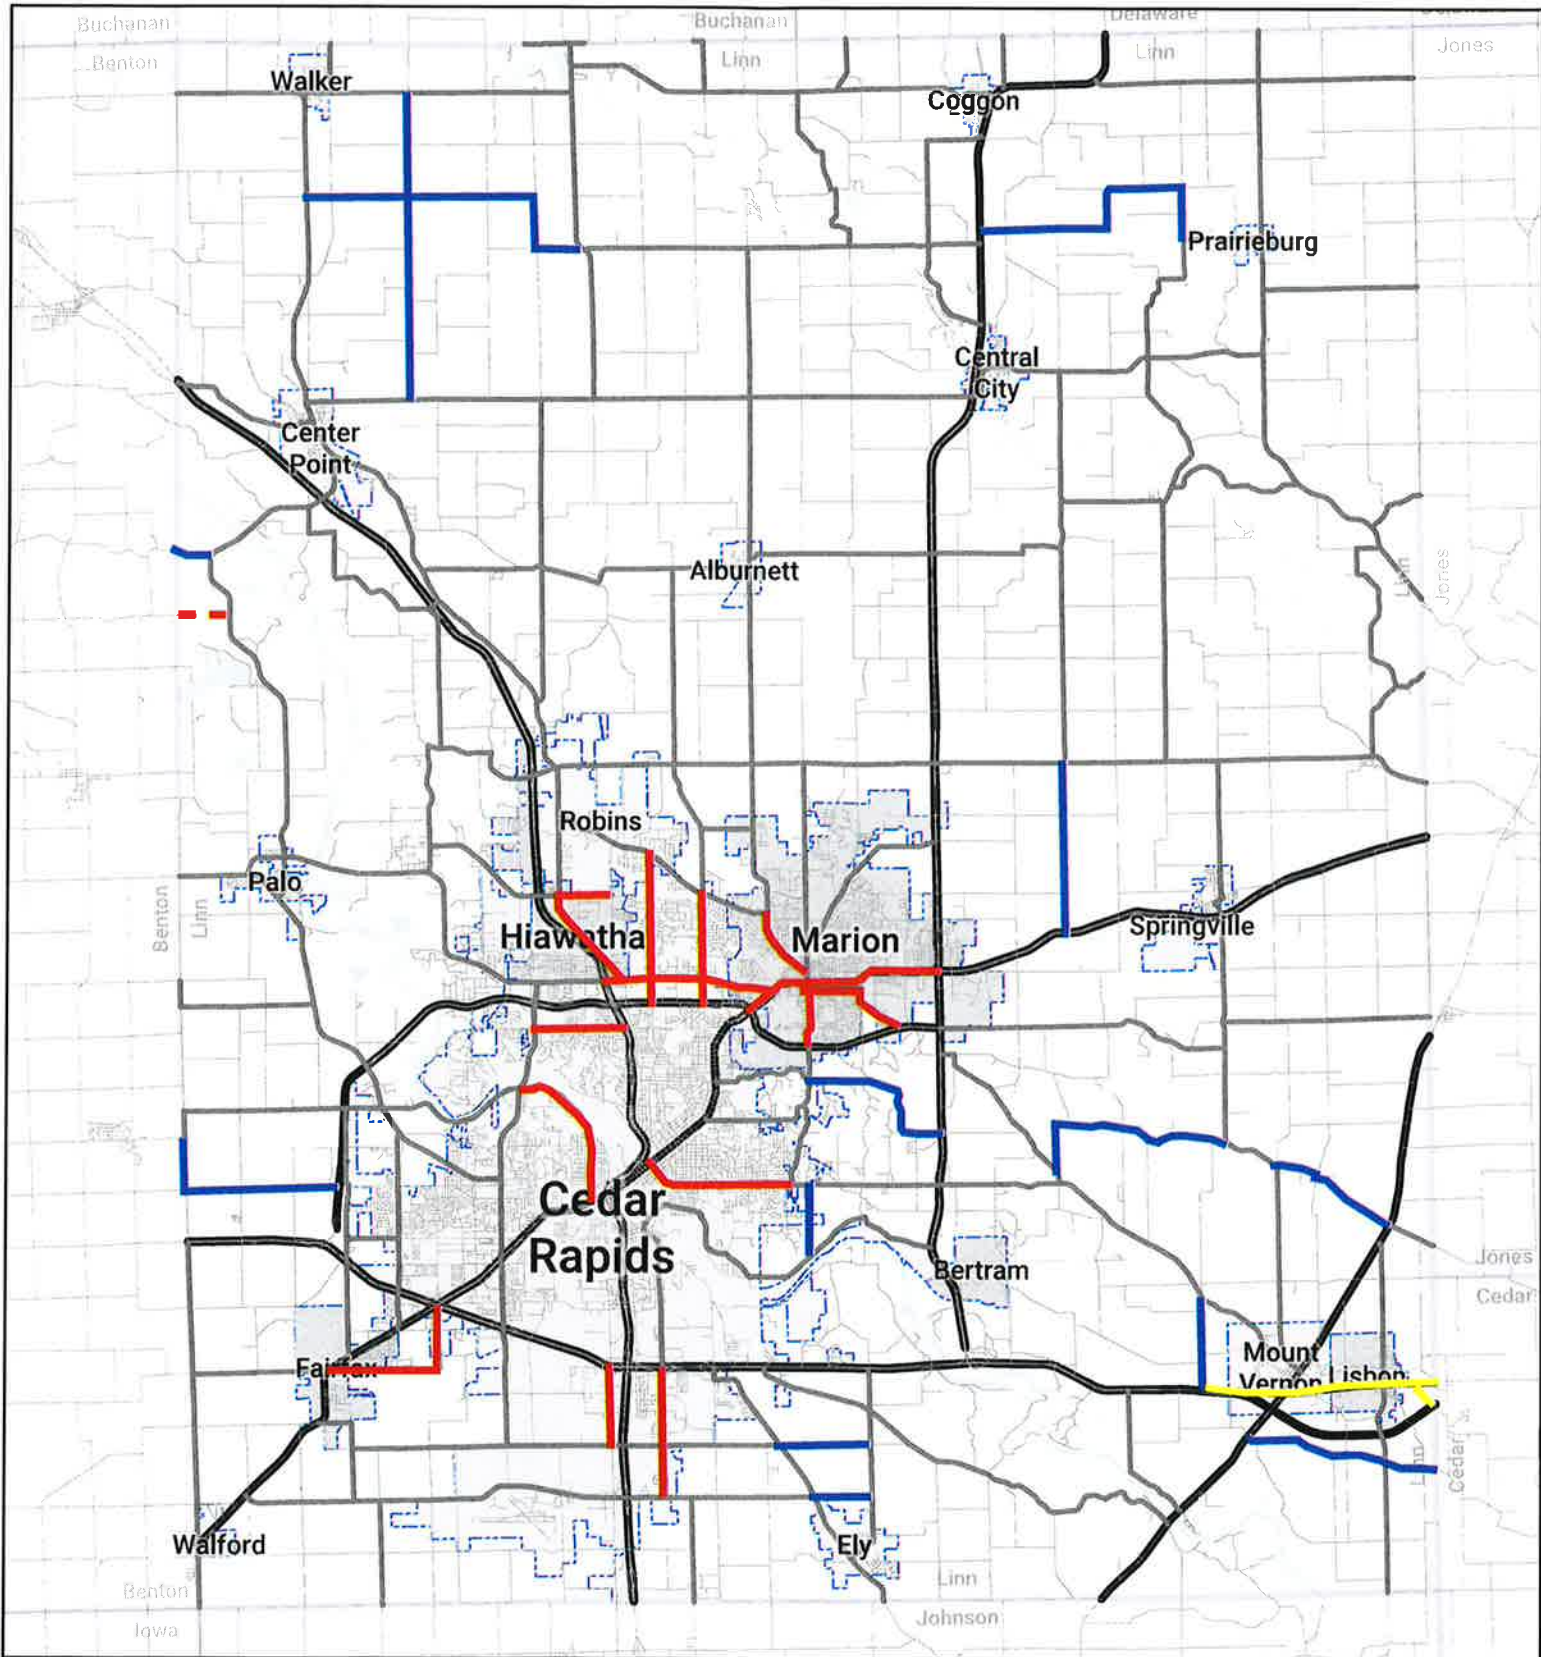 Buchanan
Buchanan
Delaware
Benton
Linn
Linn
Jones
Walker
Coggon
Prairieburg
Central
City
Center
Point
Alburnett
Linn
Jones
Robins
Palo
Benton
Linn
Hiawatha
Marion
Springville
Cedar
Rapids
Bertram
Jones
Cedar
Fairfax
Mount
Vernon
Lisbon
Linn
Cedar
Walford
Ely
Benton
Linn
Iowa
Johnson